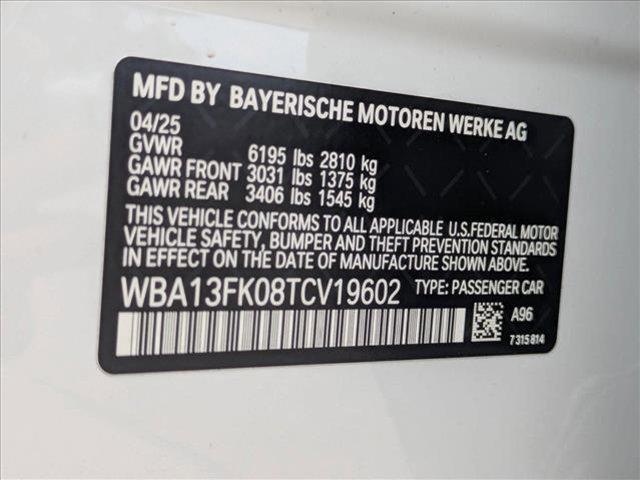 MFD BY BAYERISCHE MOTOREN WERKE AG
04/25
GVWR 6195 lbs 2810 kg
GAWR FRONT 3031 lbs 1375 kg
GAWR REAR 3406 lbs 1545 kg
THIS VEHICLE CONFORMS TO ALL APPLICABLE U.S.FEDERAL MOTOR
VEHICLE SAFETY, BUMPER AND THEFT PREVENTION STANDARDS
IN EFFECT ON THE DATE OF MANUFACTURE SHOWN ABOVE.
WBA13FK08TCV19602 TYPE: PASSENGER CAR
A96
7315814